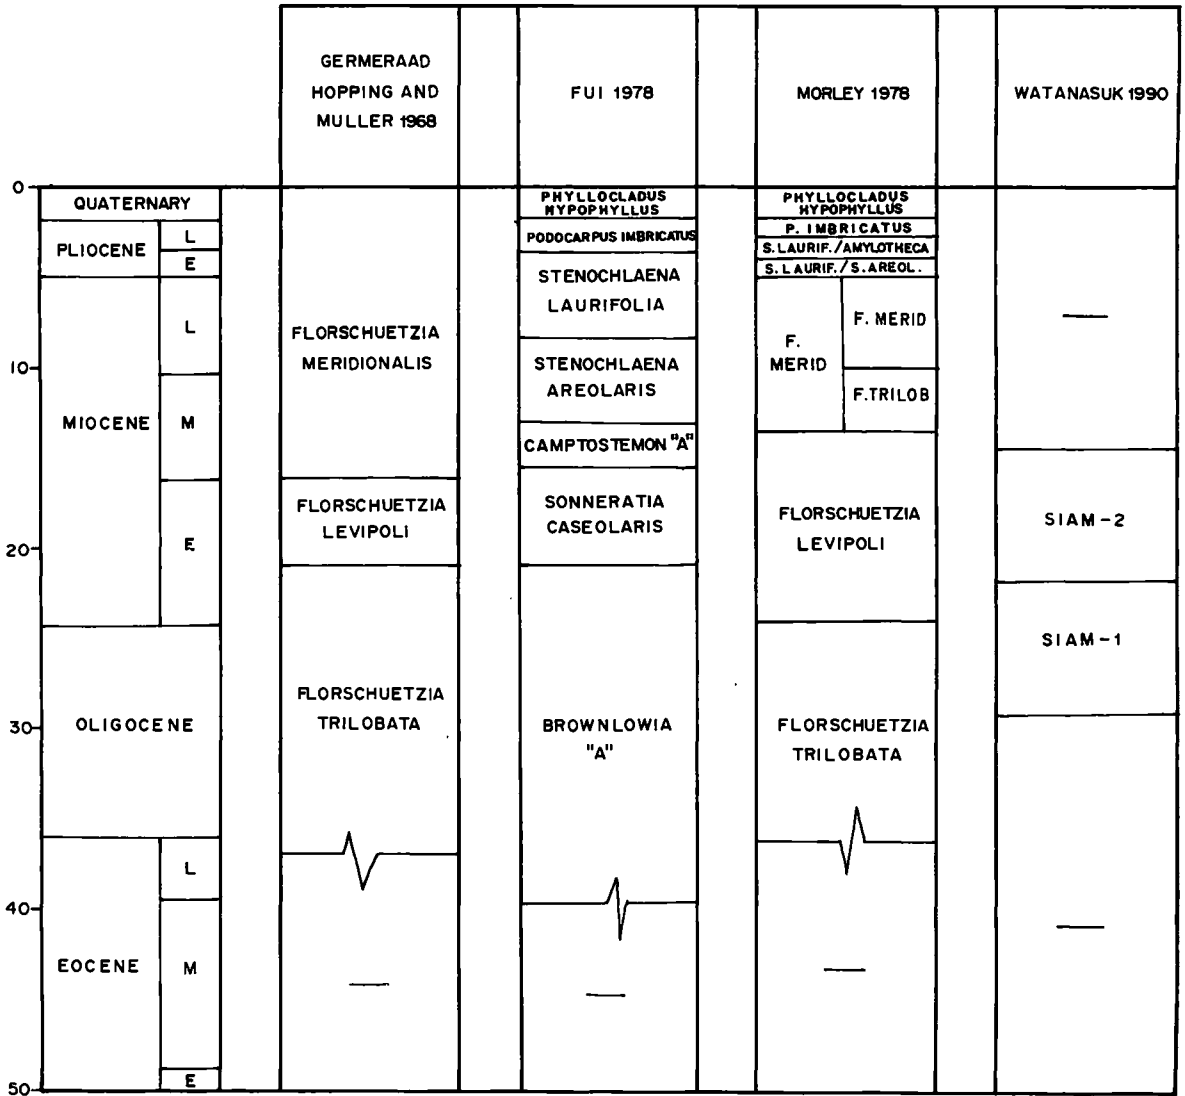 GERMERAAD
HOPPING AND
MULLER 1968
FUI 1978
MORLEY 1978
WATANASUK 1990
0
10
20
30
40
50
QUATERNARY
PLIOCENE
L
E
MIOCENE
L
M
E
OLIGOCENE
EOCENE
L
M
E
FLORSCHUETZIA
MERIDIONALIS
FLORSCHUETZIA
LEVIPOLI
FLORSCHUETZIA
TRILOBATA
PHYLLOCLADUS
HYPOPHYLLUS
PODOCARPUS IMBRICATUS
STENOCHLAENA
LAURIFOLIA
STENOCHLAENA
AREOLARIS
CAMPTOSTEMON "A"
SONNERATIA
CASEOLARIS
BROWNLOWIA
"A"
PHYLLOCLADUS
HYPOPHYLLUS
P. IMBRICATUS
S. LAURIF. / AMYLOTHECA
S. LAURIF. / S. AREOL.
F.
MERID
F. MERID
F. TRILOB
FLORSCHUETZIA
LEVIPOLI
FLORSCHUETZIA
TRILOBATA
SIAM-2
SIAM-1